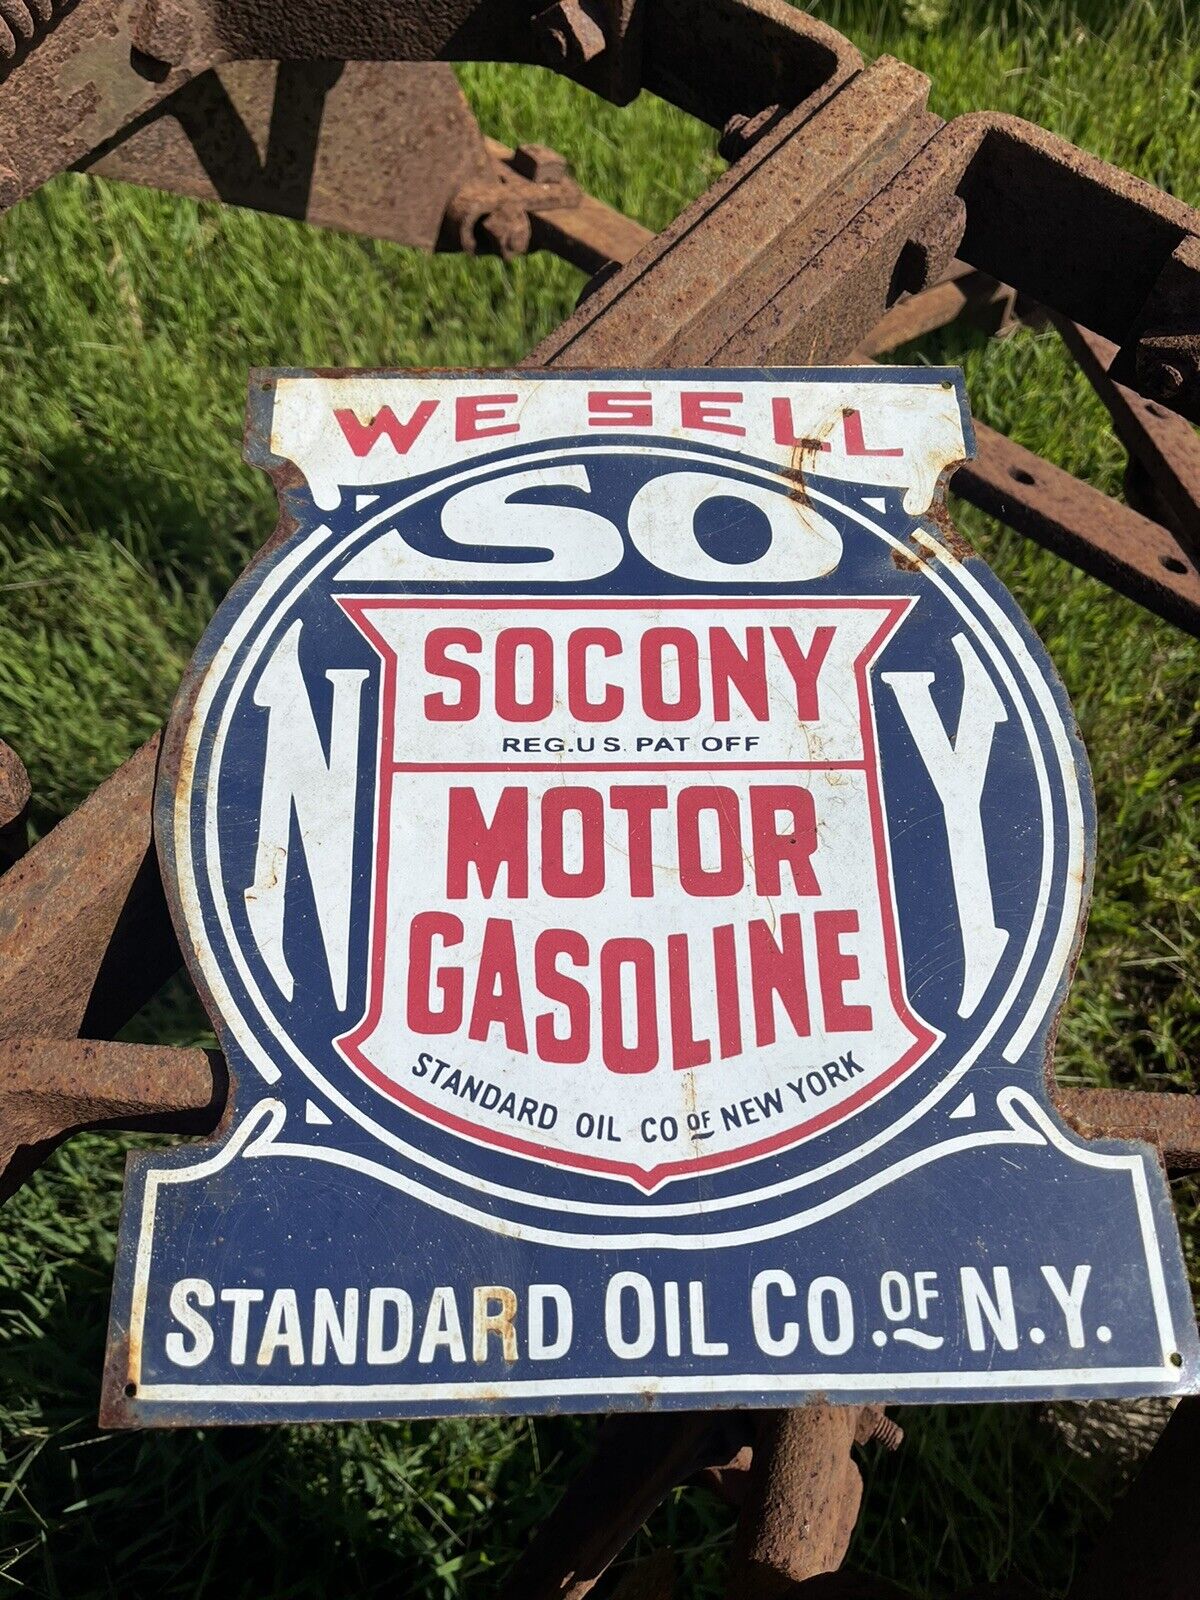 WE SELL
SO
N Y
SOCONY
REG.U S. PAT OFF
MOTOR
GASOLINE
STANDARD OIL CO OF NEW YORK
STANDARD OIL CO. OF N.Y.